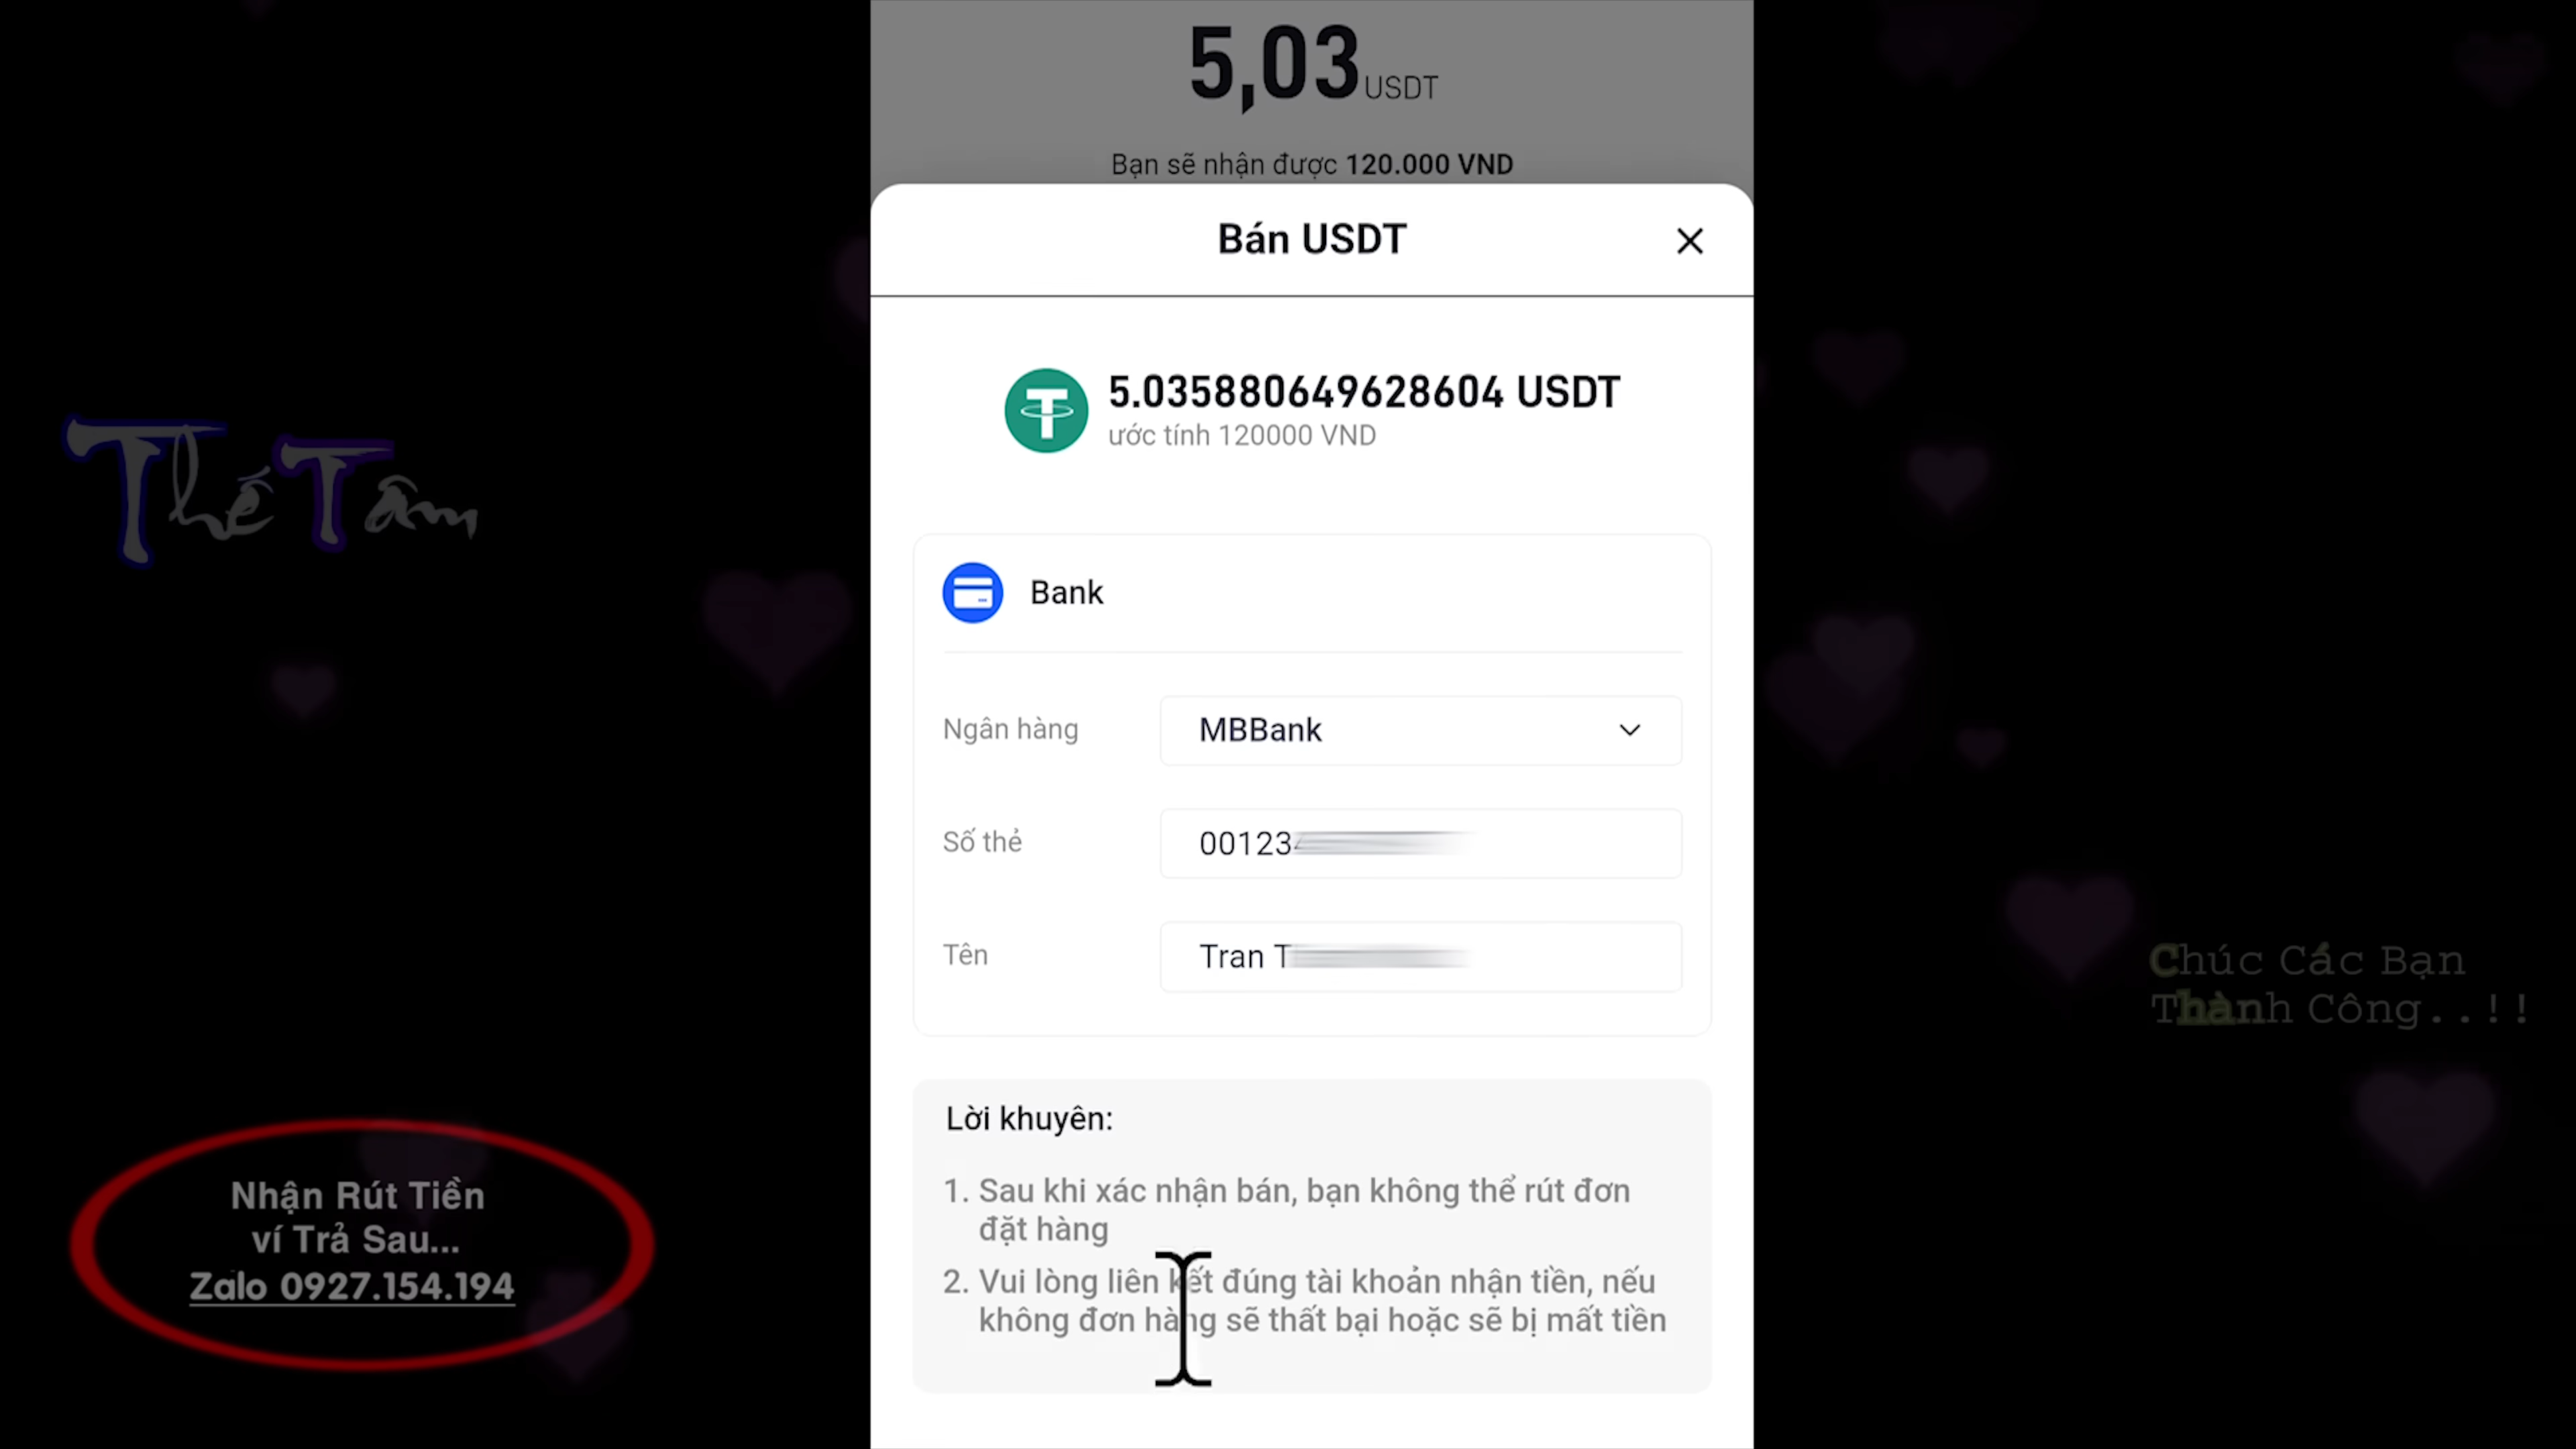 5,03 USDT
Bạn sẽ nhận được 120.000 VND
Bán USDT
5.0358806496286​04 USDT
ước tính 120000 VND
Thế Tâm
Bank
Ngân hàng
MBBank
Số thẻ
00123
Tên
Tran T
Chúc Các Bạn
Thành Công..!!
Lời khuyên:
1. Sau khi xác nhận bán, bạn không thể rút đơn
đặt hàng
2. Vui lòng liên kết đúng tài khoản nhận tiền, nếu
không đơn hàng sẽ thất bại hoặc sẽ bị mất tiền
Nhận Rút Tiền
ví Trả Sau...
Zalo 0927.154.194